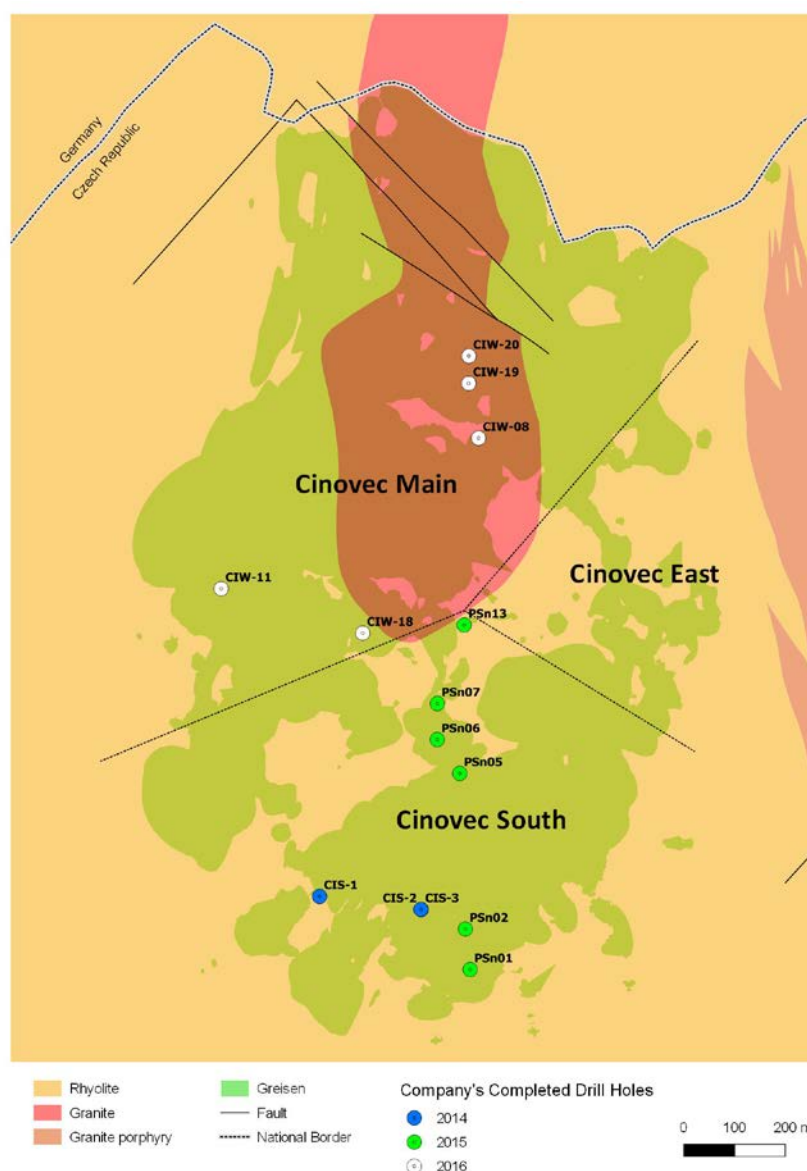 Germany
Czech Republic
CIW-20
CIW-19
CIW-08
Cinovec Main
CIW-11
Cinovec East
CIW-18
PSn13
PSn07
PSn06
PSn05
Cinovec South
CIS-1
CIS-2 CIS-3
PSn02
PSn01
Rhyolite
Granite
Granite porphyry
Greisen
Fault
National Border
Company's Completed Drill Holes
2014
2015
2016
0 100 200 m